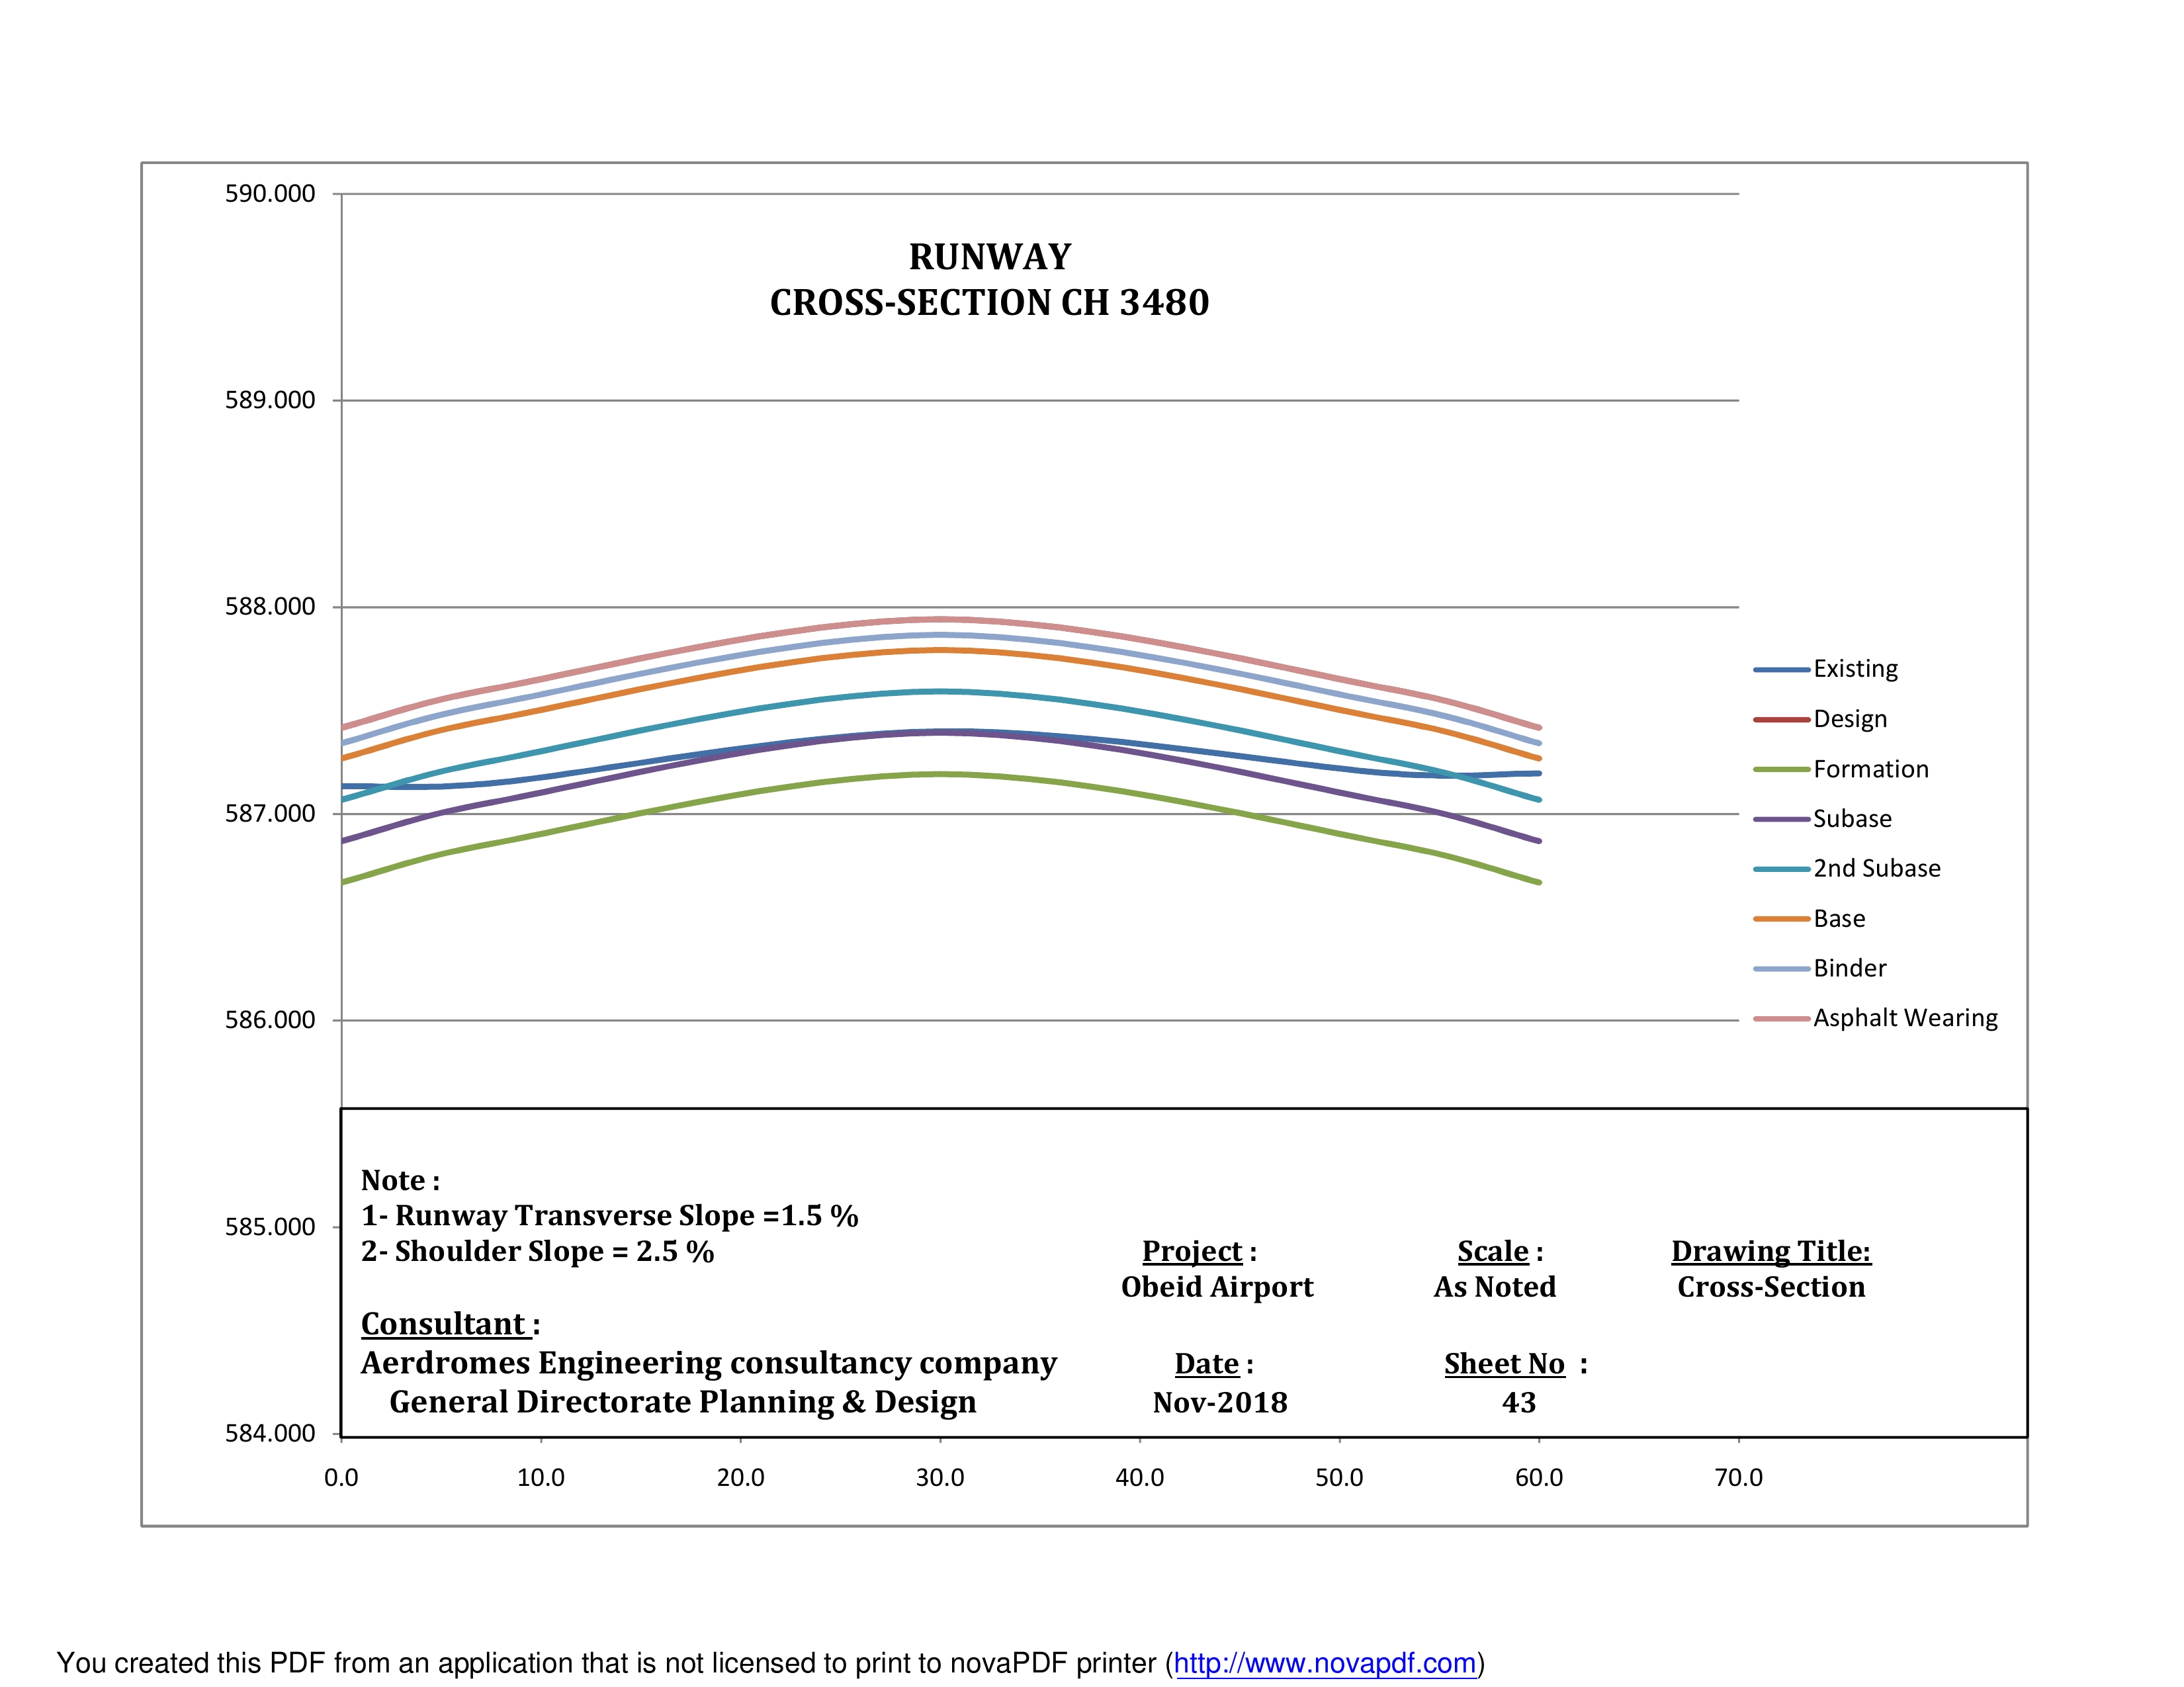 590.000
RUNWAY
CROSS-SECTION CH 3480
589.000
588.000
587.000
586.000
585.000
584.000
Existing
Design
Formation
Subase
2nd Subase
Base
Binder
Asphalt Wearing
Note :
1- Runway Transverse Slope =1.5 %
2- Shoulder Slope = 2.5 %
Project :
Obeid Airport
Scale :
As Noted
Drawing Title:
Cross-Section
Consultant :
Aerdromes Engineering consultancy company
General Directorate Planning & Design
Date :
Nov-2018
Sheet No :
43
0.0 10.0 20.0 30.0 40.0 50.0 60.0 70.0
You created this PDF from an application that is not licensed to print to novaPDF printer (http://www.novapdf.com)